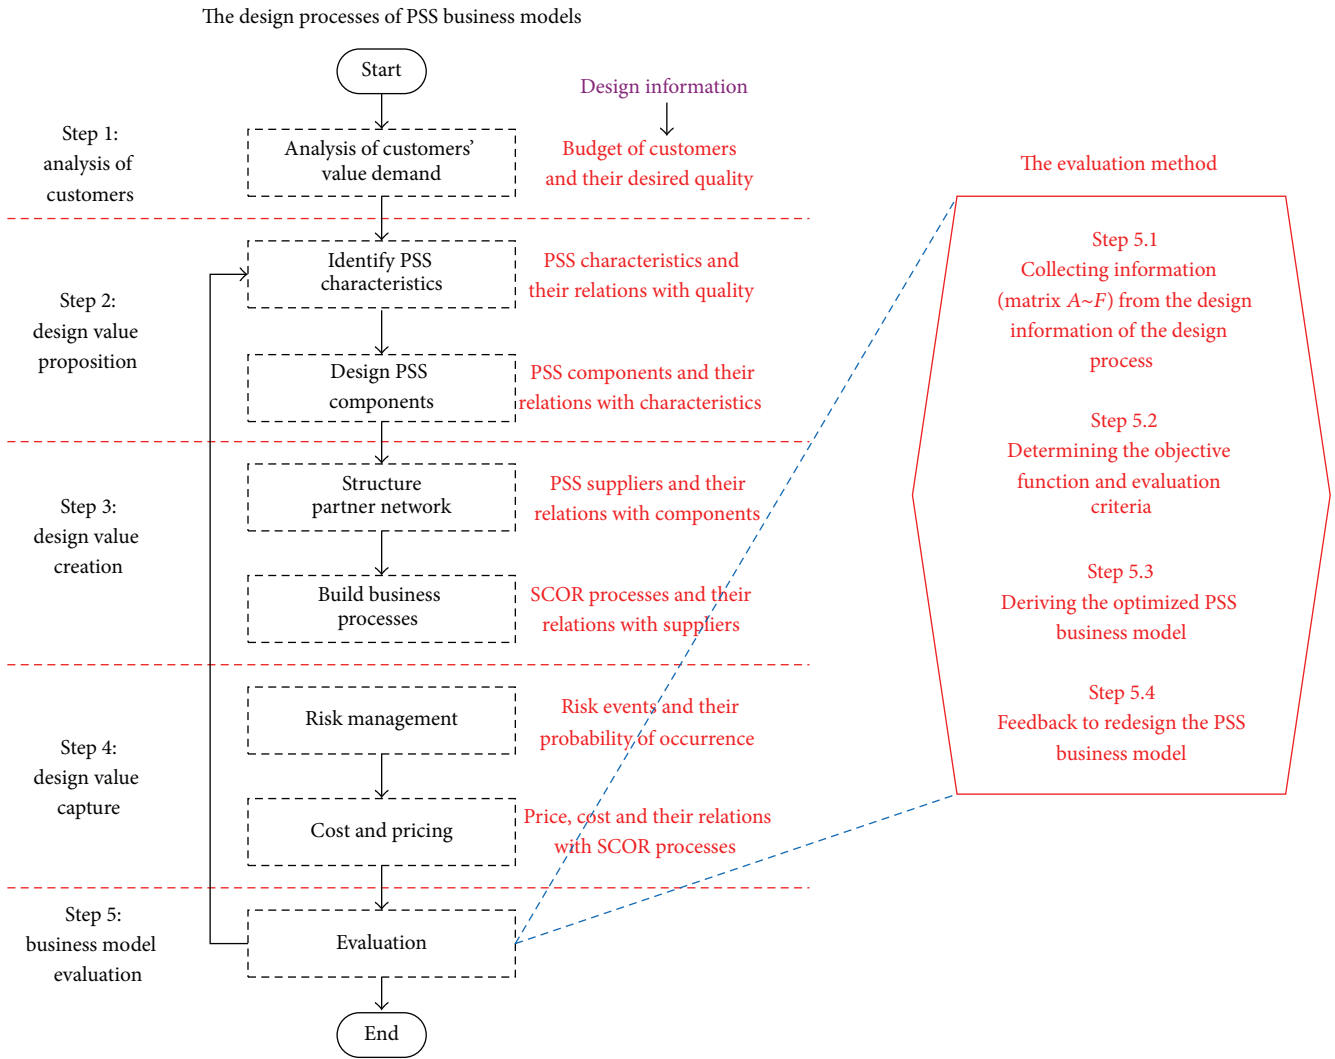 The design processes of PSS business models
Start
Design information
Step 1:
analysis of
customers
Analysis of customers’
value demand
Budget of customers
and their desired quality
Step 2:
design value
proposition
Identify PSS
characteristics
PSS characteristics and
their relations with quality
Design PSS
components
PSS components and their
relations with characteristics
Step 3:
design value
creation
Structure
partner network
PSS suppliers and their
relations with components
Build business
processes
SCOR processes and their
relations with suppliers
Step 4:
design value
capture
Risk management
Risk events and their
probability of occurrence
Cost and pricing
Price, cost and their relations
with SCOR processes
Step 5:
business model
evaluation
Evaluation
End
The evaluation method
Step 5.1
Collecting information
(matrix A~F) from the design
information of the design
process
Step 5.2
Determining the objective
function and evaluation
criteria
Step 5.3
Deriving the optimized PSS
business model
Step 5.4
Feedback to redesign the PSS
business model